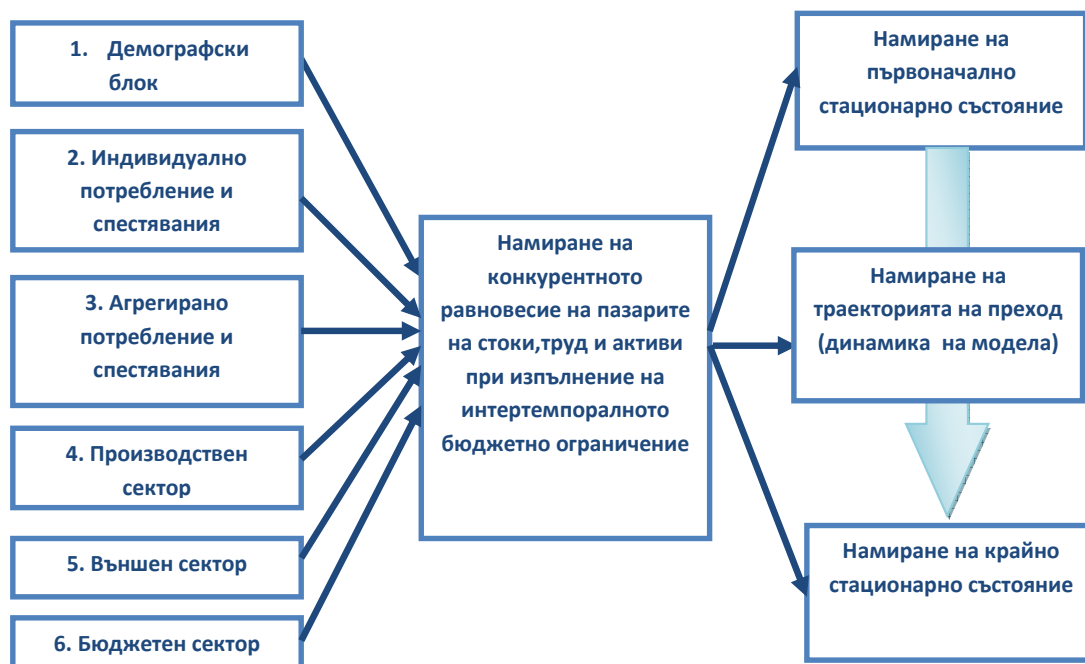 1. Демографски
блок
2. Индивидуално
потребление и
спестявания
3. Агрегирано
потребление и
спестявания
4. Производствен
сектор
5. Външен сектор
6. Бюджетен сектор
Намиране на
конкурентното
равновесие на пазарите
на стоки,труд и активи
при изпълнение на
интертемпоралното
бюджетно ограничение
Намиране на
първоначално
стационарно състояние
Намиране на
траекторията на преход
(динамика на модела)
Намиране на крайно
стационарно състояние